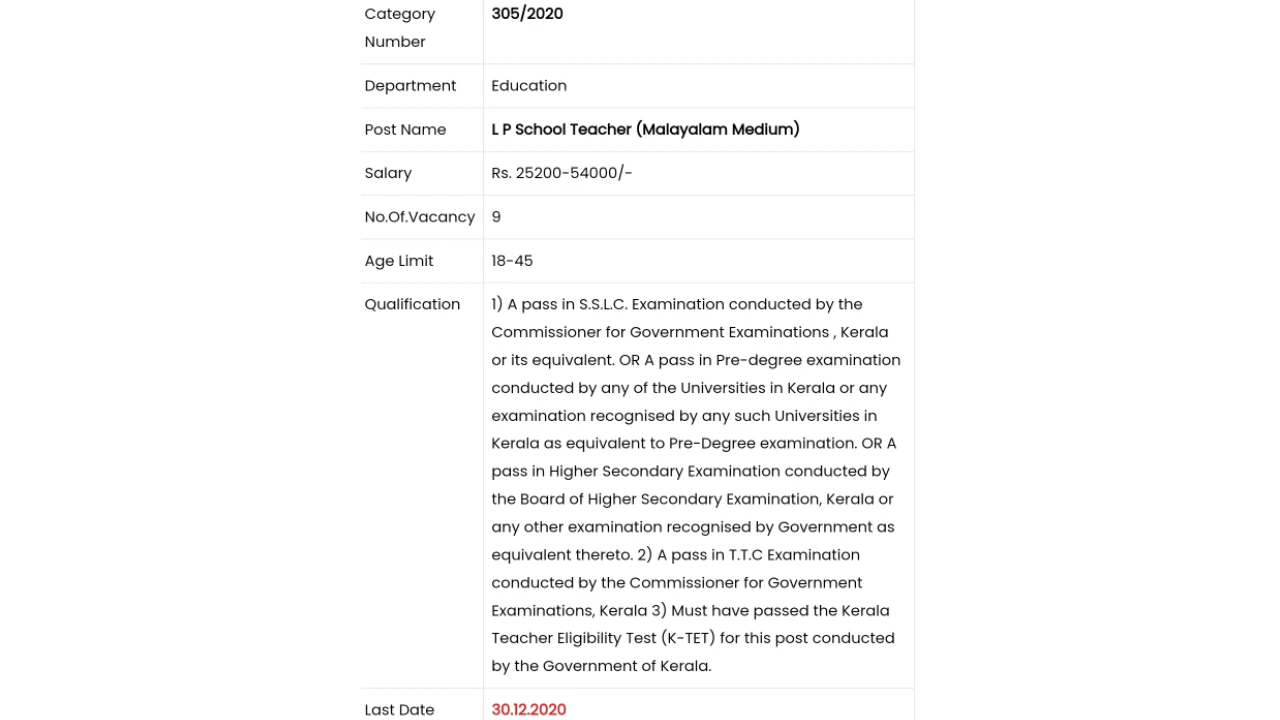 Category
Number
305/2020
Department
Education
Post Name
L P School Teacher (Malayalam Medium)
Salary
Rs. 25200-54000/-
No.Of.Vacancy
9
Age Limit
18-45
Qualification
1) A pass in S.S.L.C. Examination conducted by the
Commissioner for Government Examinations , Kerala
or its equivalent. OR A pass in Pre-degree examination
conducted by any of the Universities in Kerala or any
examination recognised by any such Universities in
Kerala as equivalent to Pre-Degree examination. OR A
pass in Higher Secondary Examination conducted by
the Board of Higher Secondary Examination, Kerala or
any other examination recognised by Government as
equivalent thereto. 2) A pass in T.T.C Examination
conducted by the Commissioner for Government
Examinations, Kerala 3) Must have passed the Kerala
Teacher Eligibility Test (K-TET) for this post conducted
by the Government of Kerala.
Last Date
30.12.2020